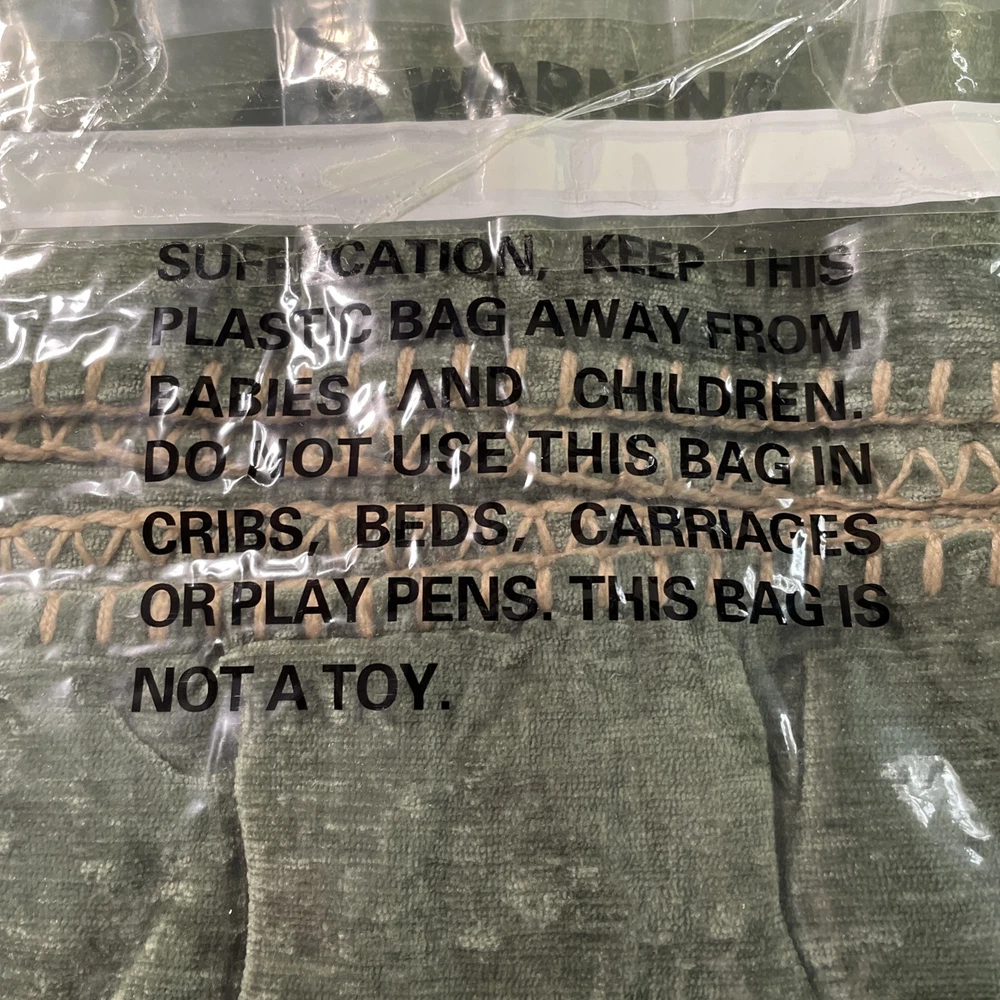 WARNING
SUFFOCATION, KEEP THIS
PLASTIC BAG AWAY FROM
BABIES AND CHILDREN.
DO NOT USE THIS BAG IN
CRIBS, BEDS, CARRIAGES
OR PLAY PENS. THIS BAG IS
NOT A TOY.